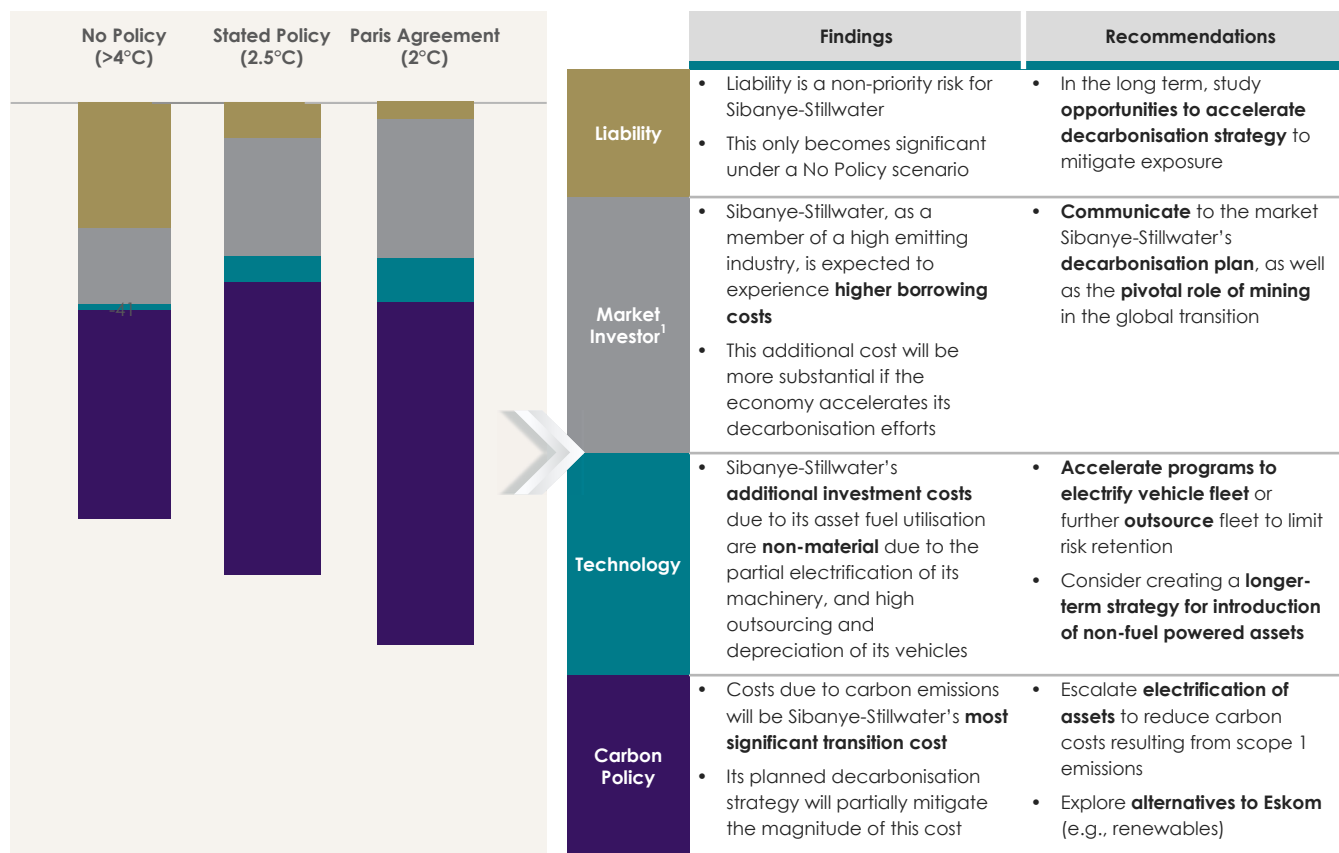 No Policy
(>4°C)
Stated Policy
(2.5°C)
Paris Agreement
(2°C)
-41
Findings
Recommendations
Liability
• Liability is a non-priority risk for
Sibanye-Stillwater
• This only becomes significant
under a No Policy scenario
• In the long term, study
opportunities to accelerate
decarbonisation strategy to
mitigate exposure
Market
Investor¹
• Sibanye-Stillwater, as a
member of a high emitting
industry, is expected to
experience higher borrowing
costs
• This additional cost will be
more substantial if the
economy accelerates its
decarbonisation efforts
• Communicate to the market
Sibanye-Stillwater’s
decarbonisation plan, as well
as the pivotal role of mining
in the global transition
Technology
• Sibanye-Stillwater’s
additional investment costs
due to its asset fuel utilisation
are non-material due to the
partial electrification of its
machinery, and high
outsourcing and
depreciation of its vehicles
• Accelerate programs to
electrify vehicle fleet or
further outsource fleet to limit
risk retention
• Consider creating a longer-
term strategy for introduction
of non-fuel powered assets
Carbon
Policy
• Costs due to carbon emissions
will be Sibanye-Stillwater’s most
significant transition cost
• Its planned decarbonisation
strategy will partially mitigate
the magnitude of this cost
• Escalate electrification of
assets to reduce carbon
costs resulting from scope 1
emissions
• Explore alternatives to Eskom
(e.g., renewables)